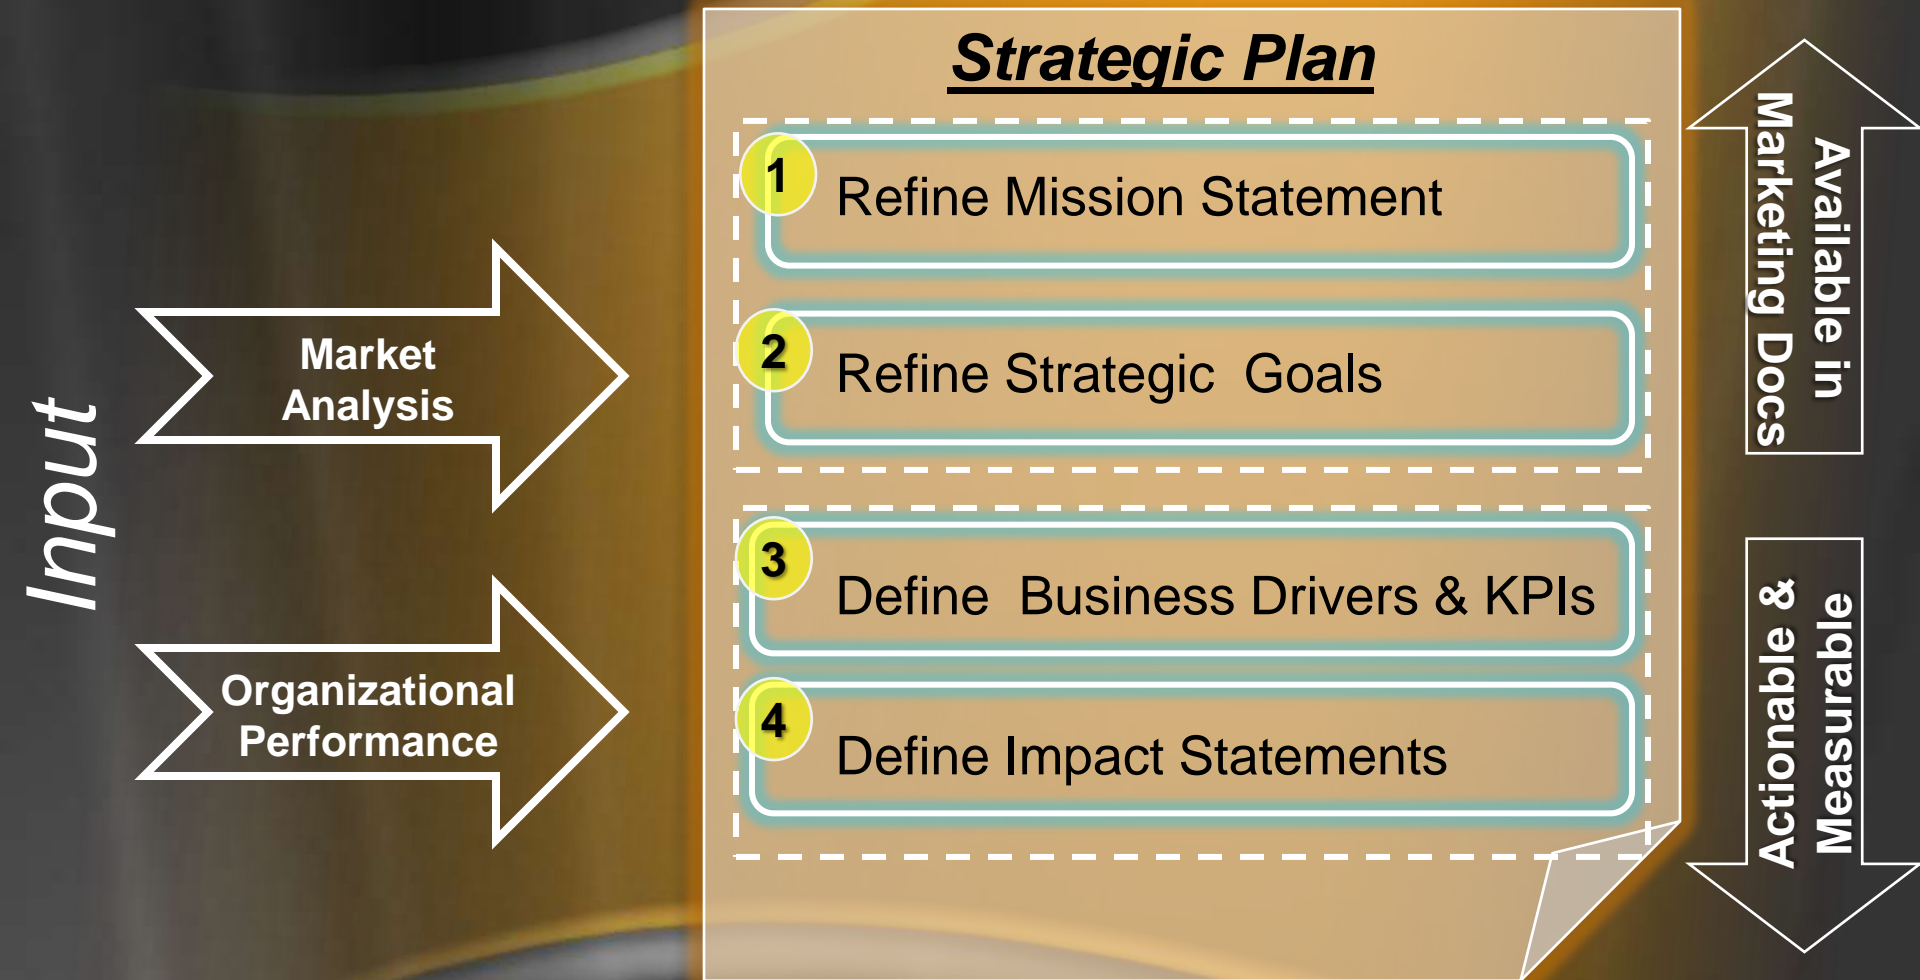 Strategic Plan
1
Refine Mission Statement
2
Refine Strategic  Goals
3
Define  Business Drivers & KPIs
4
Define Impact Statements
Input
Market
Analysis
Organizational
Performance
Available in
Marketing Docs
Actionable &
Measurable